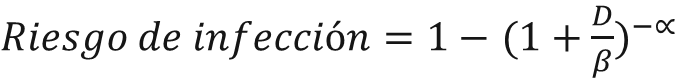 Riesgo de infección = 1 − (1 + D/β)^−∝